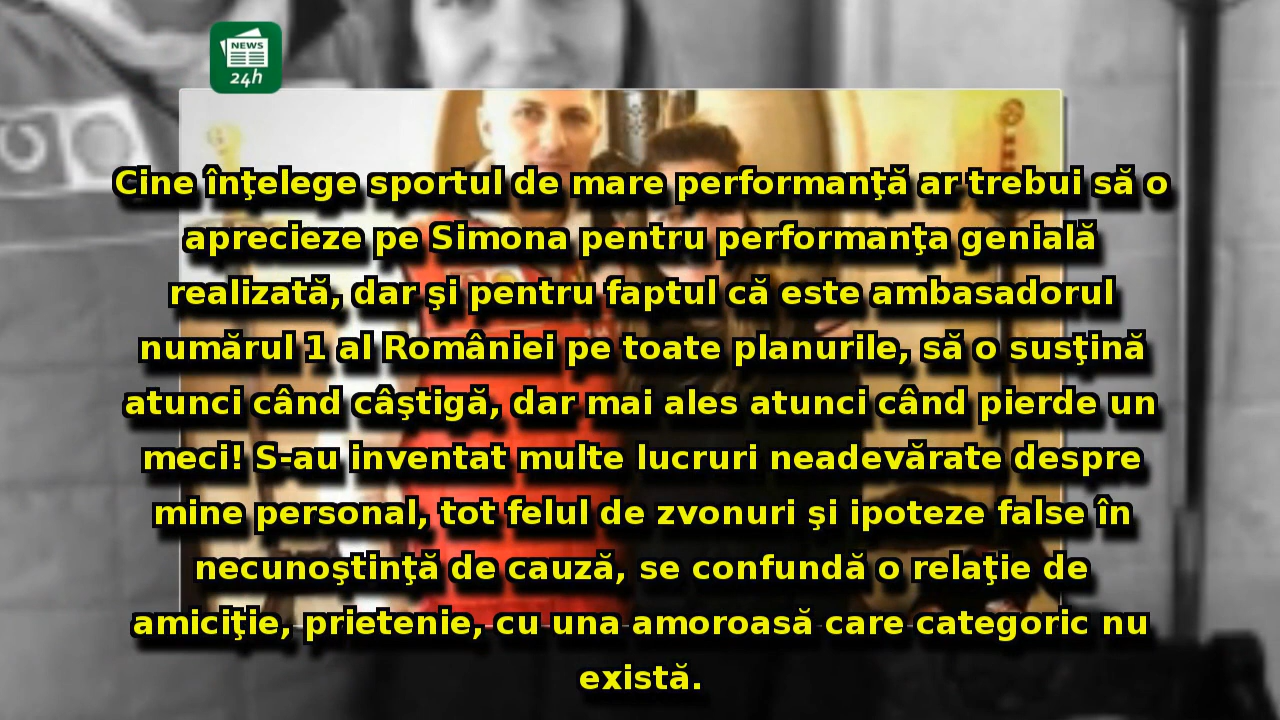 NEWS
24h
Cine înţelege sportul de mare performanţă ar trebui să o
aprecieze pe Simona pentru performanţa genială
realizată, dar şi pentru faptul că este ambasadorul
numărul 1 al României pe toate planurile, să o susţină
atunci când câştigă, dar mai ales atunci când pierde un
meci! S-au inventat multe lucruri neadevărate despre
mine personal, tot felul de zvonuri şi ipoteze false în
necunoştinţă de cauză, se confundă o relaţie de
amiciţie, prietenie, cu una amoroasă care categoric nu
există.